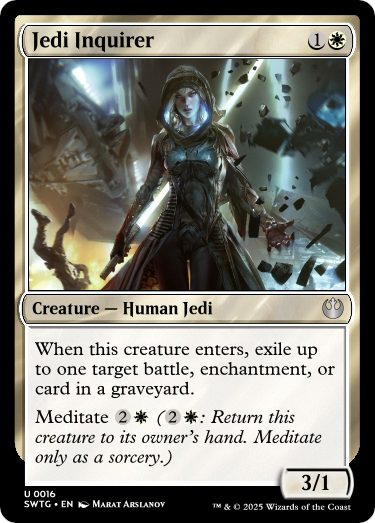 Jedi Inquirer 1
Creature — Human Jedi
When this creature enters, exile up
to one target battle, enchantment, or
card in a graveyard.
Meditate 2 (2: Return this
creature to its owner's hand. Meditate
only as a sorcery.)
3/1
U 0016
SWTG • EN Marat Arslanov
™ & © 2025 Wizards of the Coast